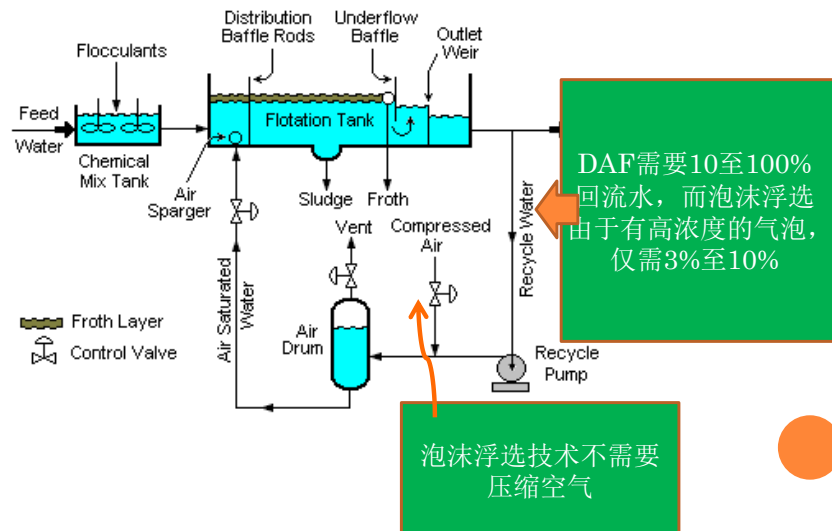 Distribution
Baffle Rods
Underflow
Baffle
Outlet
Weir
Flocculants
Feed
Water
Chemical
Mix Tank
Flotation Tank
Air
Sparger
Sludge
Froth
Vent
Compressed
Air
Recycle Water
Air Saturated
Water
Froth Layer
Control Valve
Air
Drum
Recycle
Pump
DAF需要10至100%
回流水，而泡沫浮选
由于有高浓度的气泡，
仅需3%至10%
泡沫浮选技术不需要
压缩空气